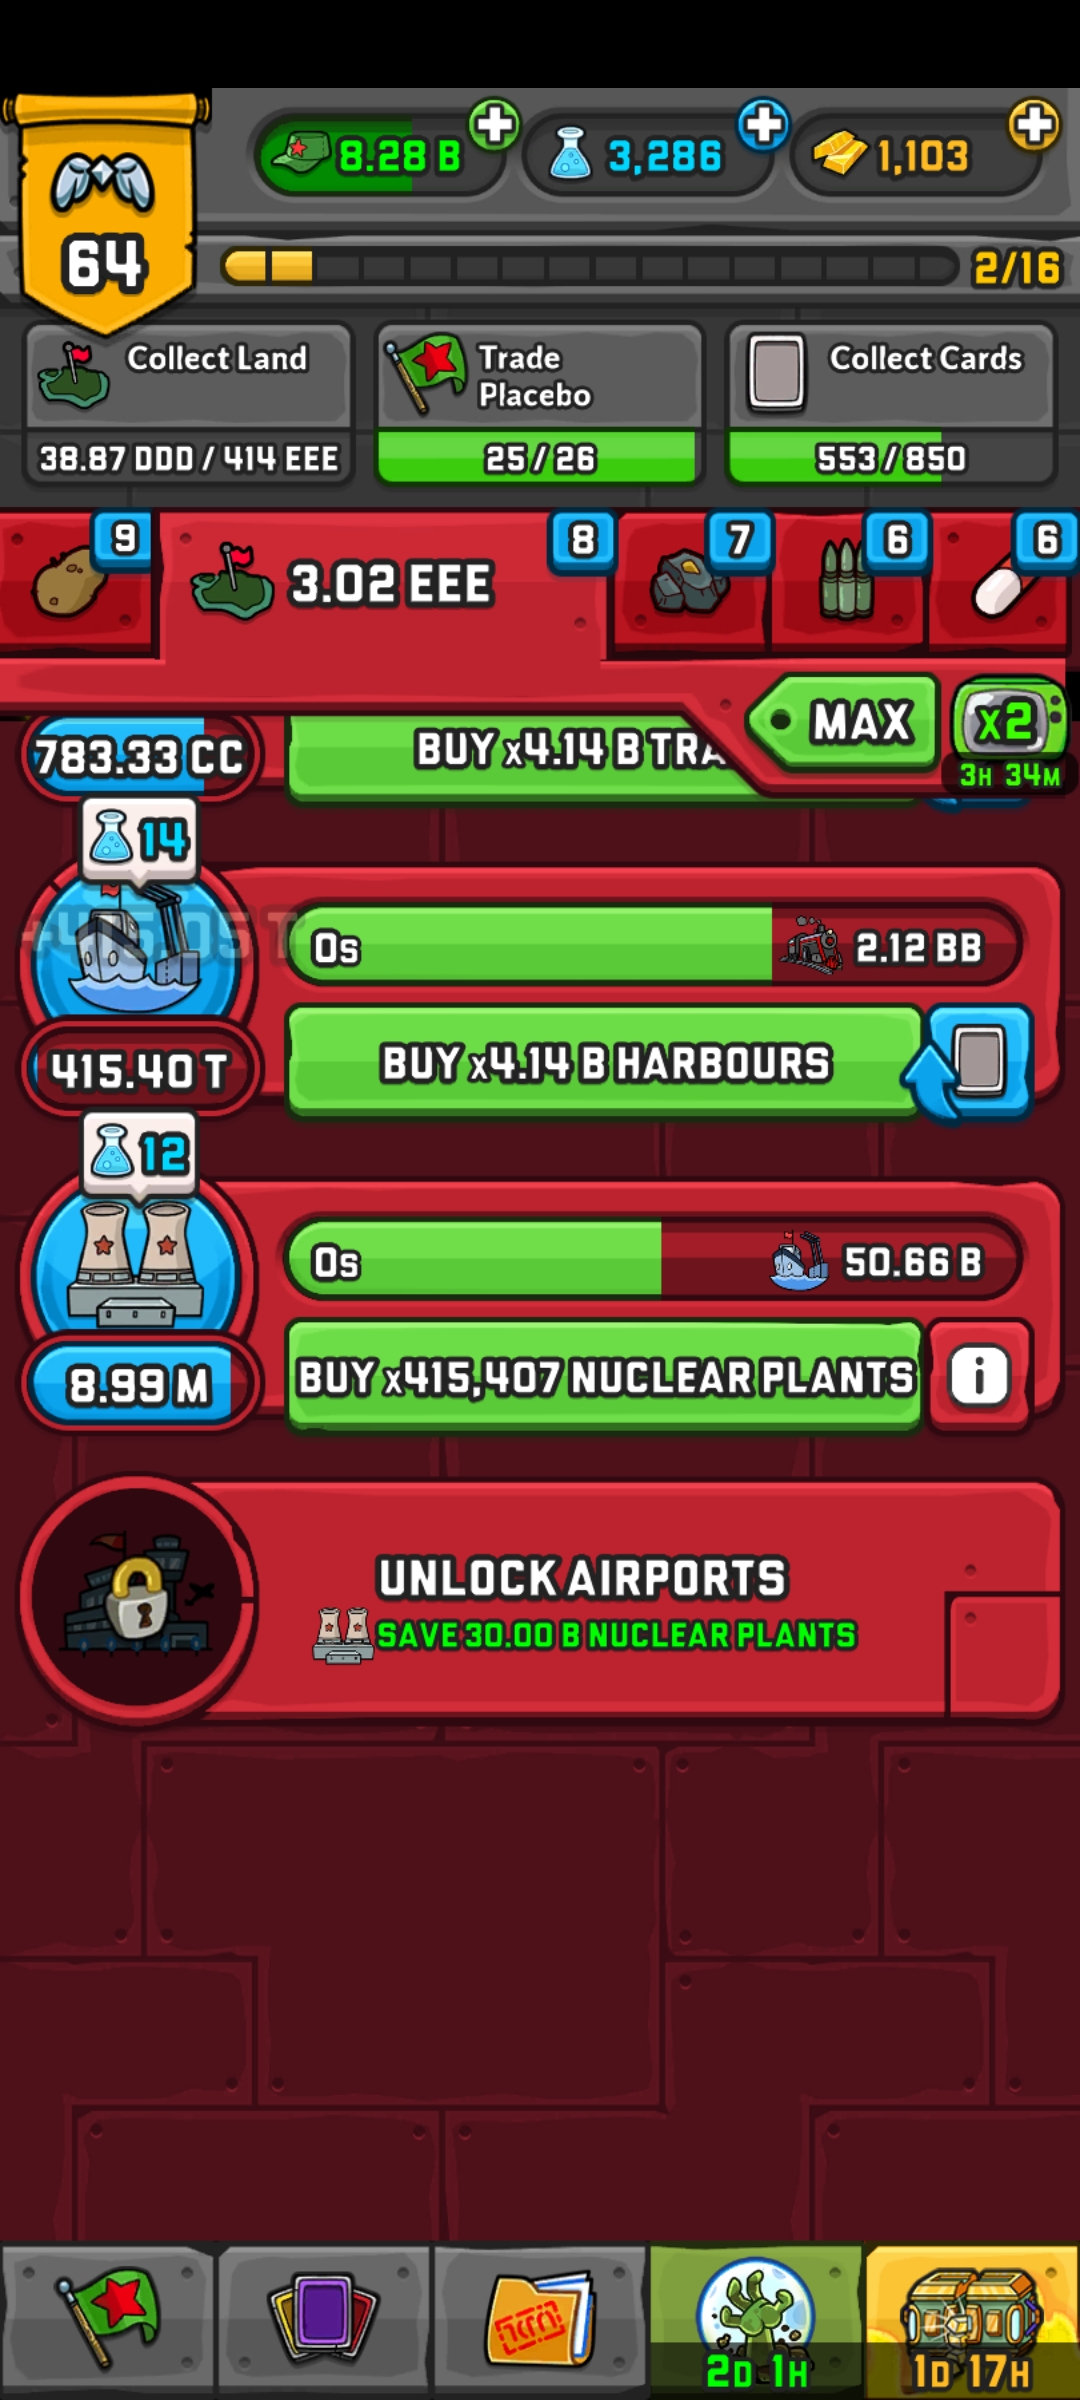 8.28 B
3,286
1,103
64
2/16
Collect Land
38.87 DDD / 414 EEE
Trade
Placebo
25/26
Collect Cards
553/850
9
3.02 EEE
8
7
6
6
MAX
x2
3H 34M
783.33 CC
BUY x4.14 B TRA
14
+415.05 T
0s
2.12 BB
415.40 T
BUY x4.14 B HARBOURS
12
0s
50.66 B
8.99 M
BUY x415,407 NUCLEAR PLANTS
i
UNLOCK AIRPORTS
SAVE 30.00 B NUCLEAR PLANTS
2D 1H
1D 17H